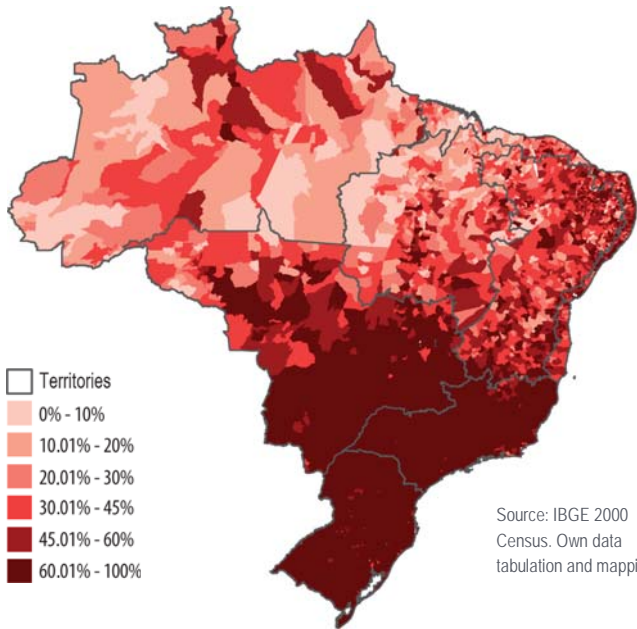 Territories
0% - 10%
10.01% - 20%
20.01% - 30%
30.01% - 45%
45.01% - 60%
60.01% - 100%
Source: IBGE 2000
Census. Own data
tabulation and mappi